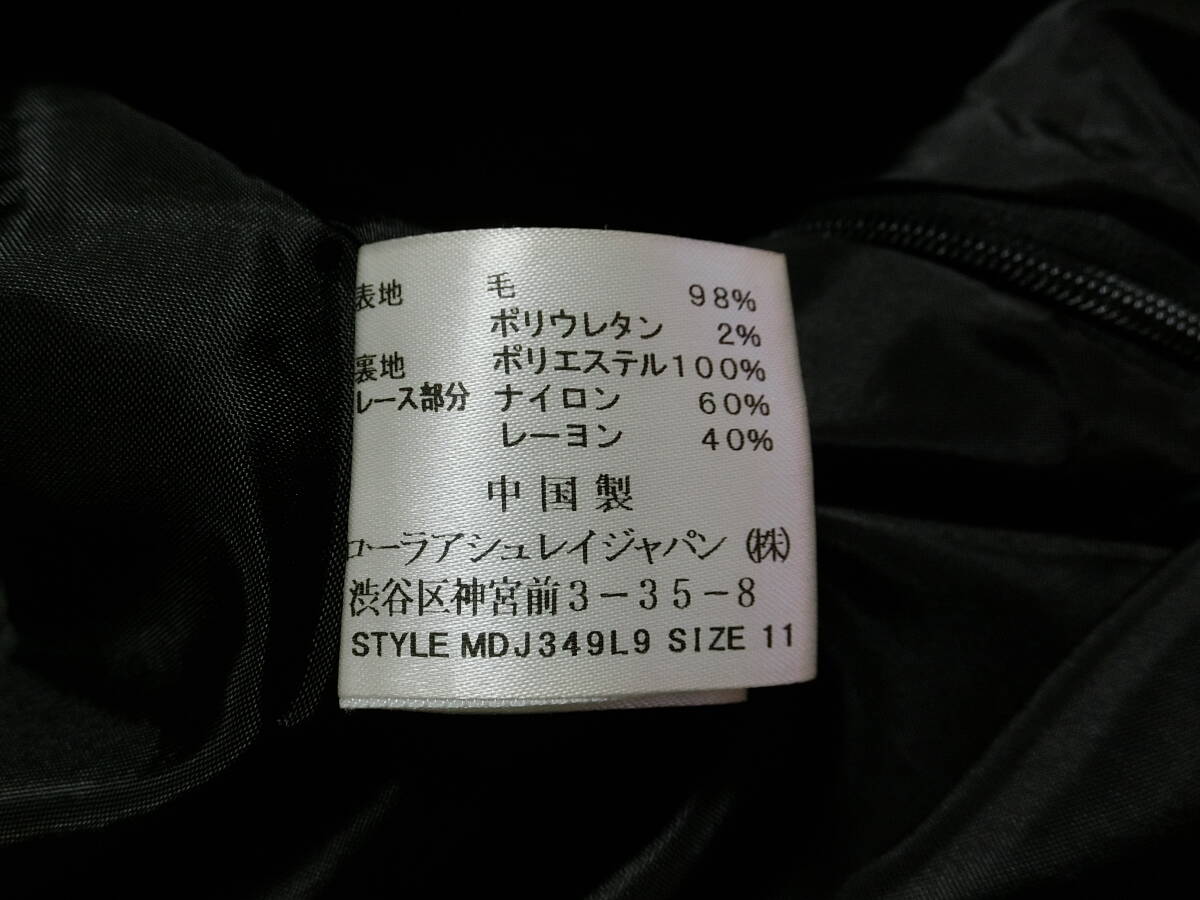 表地 毛 98%
ポリウレタン 2%
裏地 ポリエステル 100%
レース部分 ナイロン 60%
レーヨン 40%
中国製
ローラアシュレイジャパン(株)
渋谷区神宮前3-35-8
STYLE MDJ349L9 SIZE 11